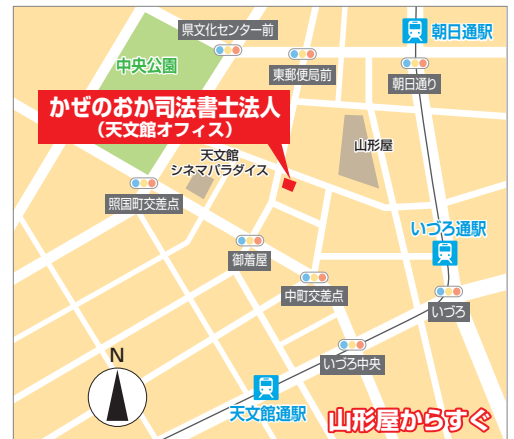 県文化センター前
朝日通駅
中央公園
東郵便局前
朝日通り
かぜのおか司法書士法人
（天文館オフィス）
天文館
シネマパラダイス
山形屋
照国町交差点
いづろ通駅
御着屋
中町交差点
いづろ
いづろ中央
N
天文館通駅
山形屋からすぐ